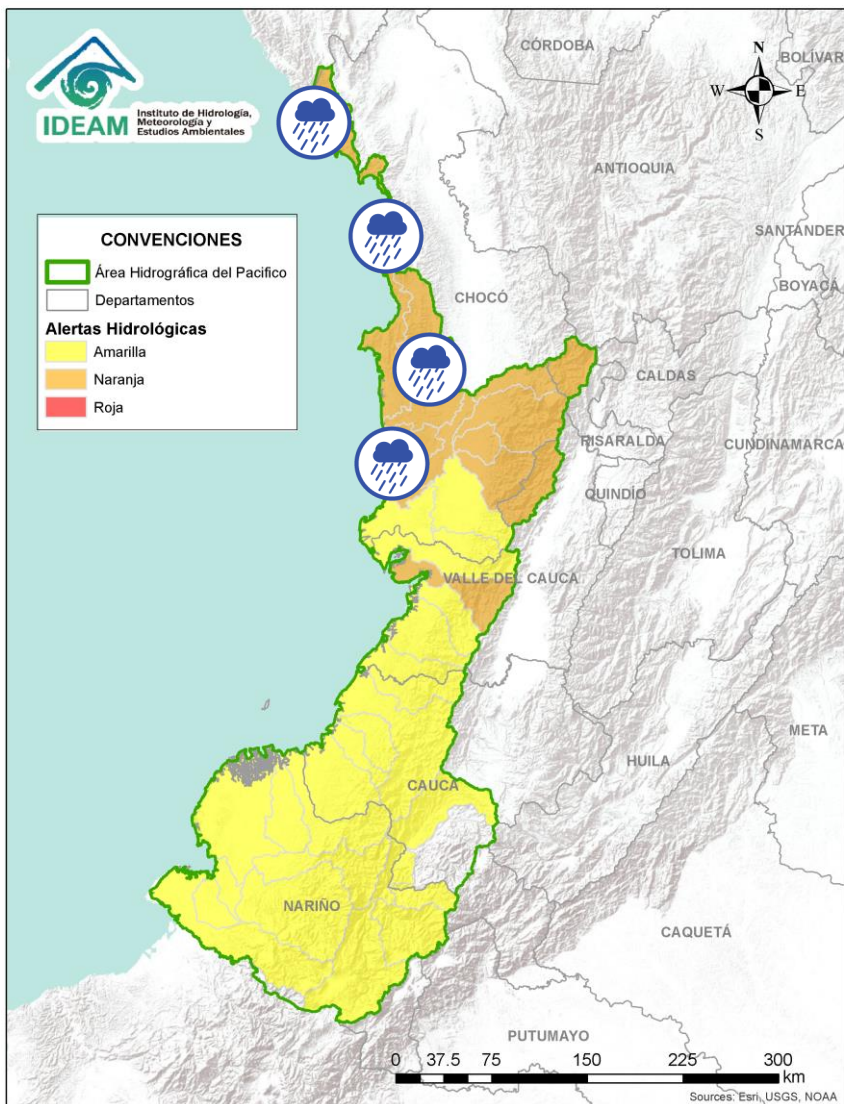 IDEAM
Instituto de Hidrología,
Meteorología y
Estudios Ambientales
CÓRDOBA
BOLÍVAR
N
W
E
S
ANTIOQUIA
SANTANDER
BOYACÁ
CONVENCIONES
Área Hidrográfica del Pacifico
Departamentos
Alertas Hidrológicas
Amarilla
Naranja
Roja
CHOCÓ
CALDAS
RISARALDA
CUNDINAMARCA
QUINDÍO
TOLIMA
VALLE DEL CAUCA
META
HUILA
CAUCA
NARIÑO
CAQUETÁ
PUTUMAYO
0 37.5 75 150 225 300
km
Sources: Esri, USGS, NOAA